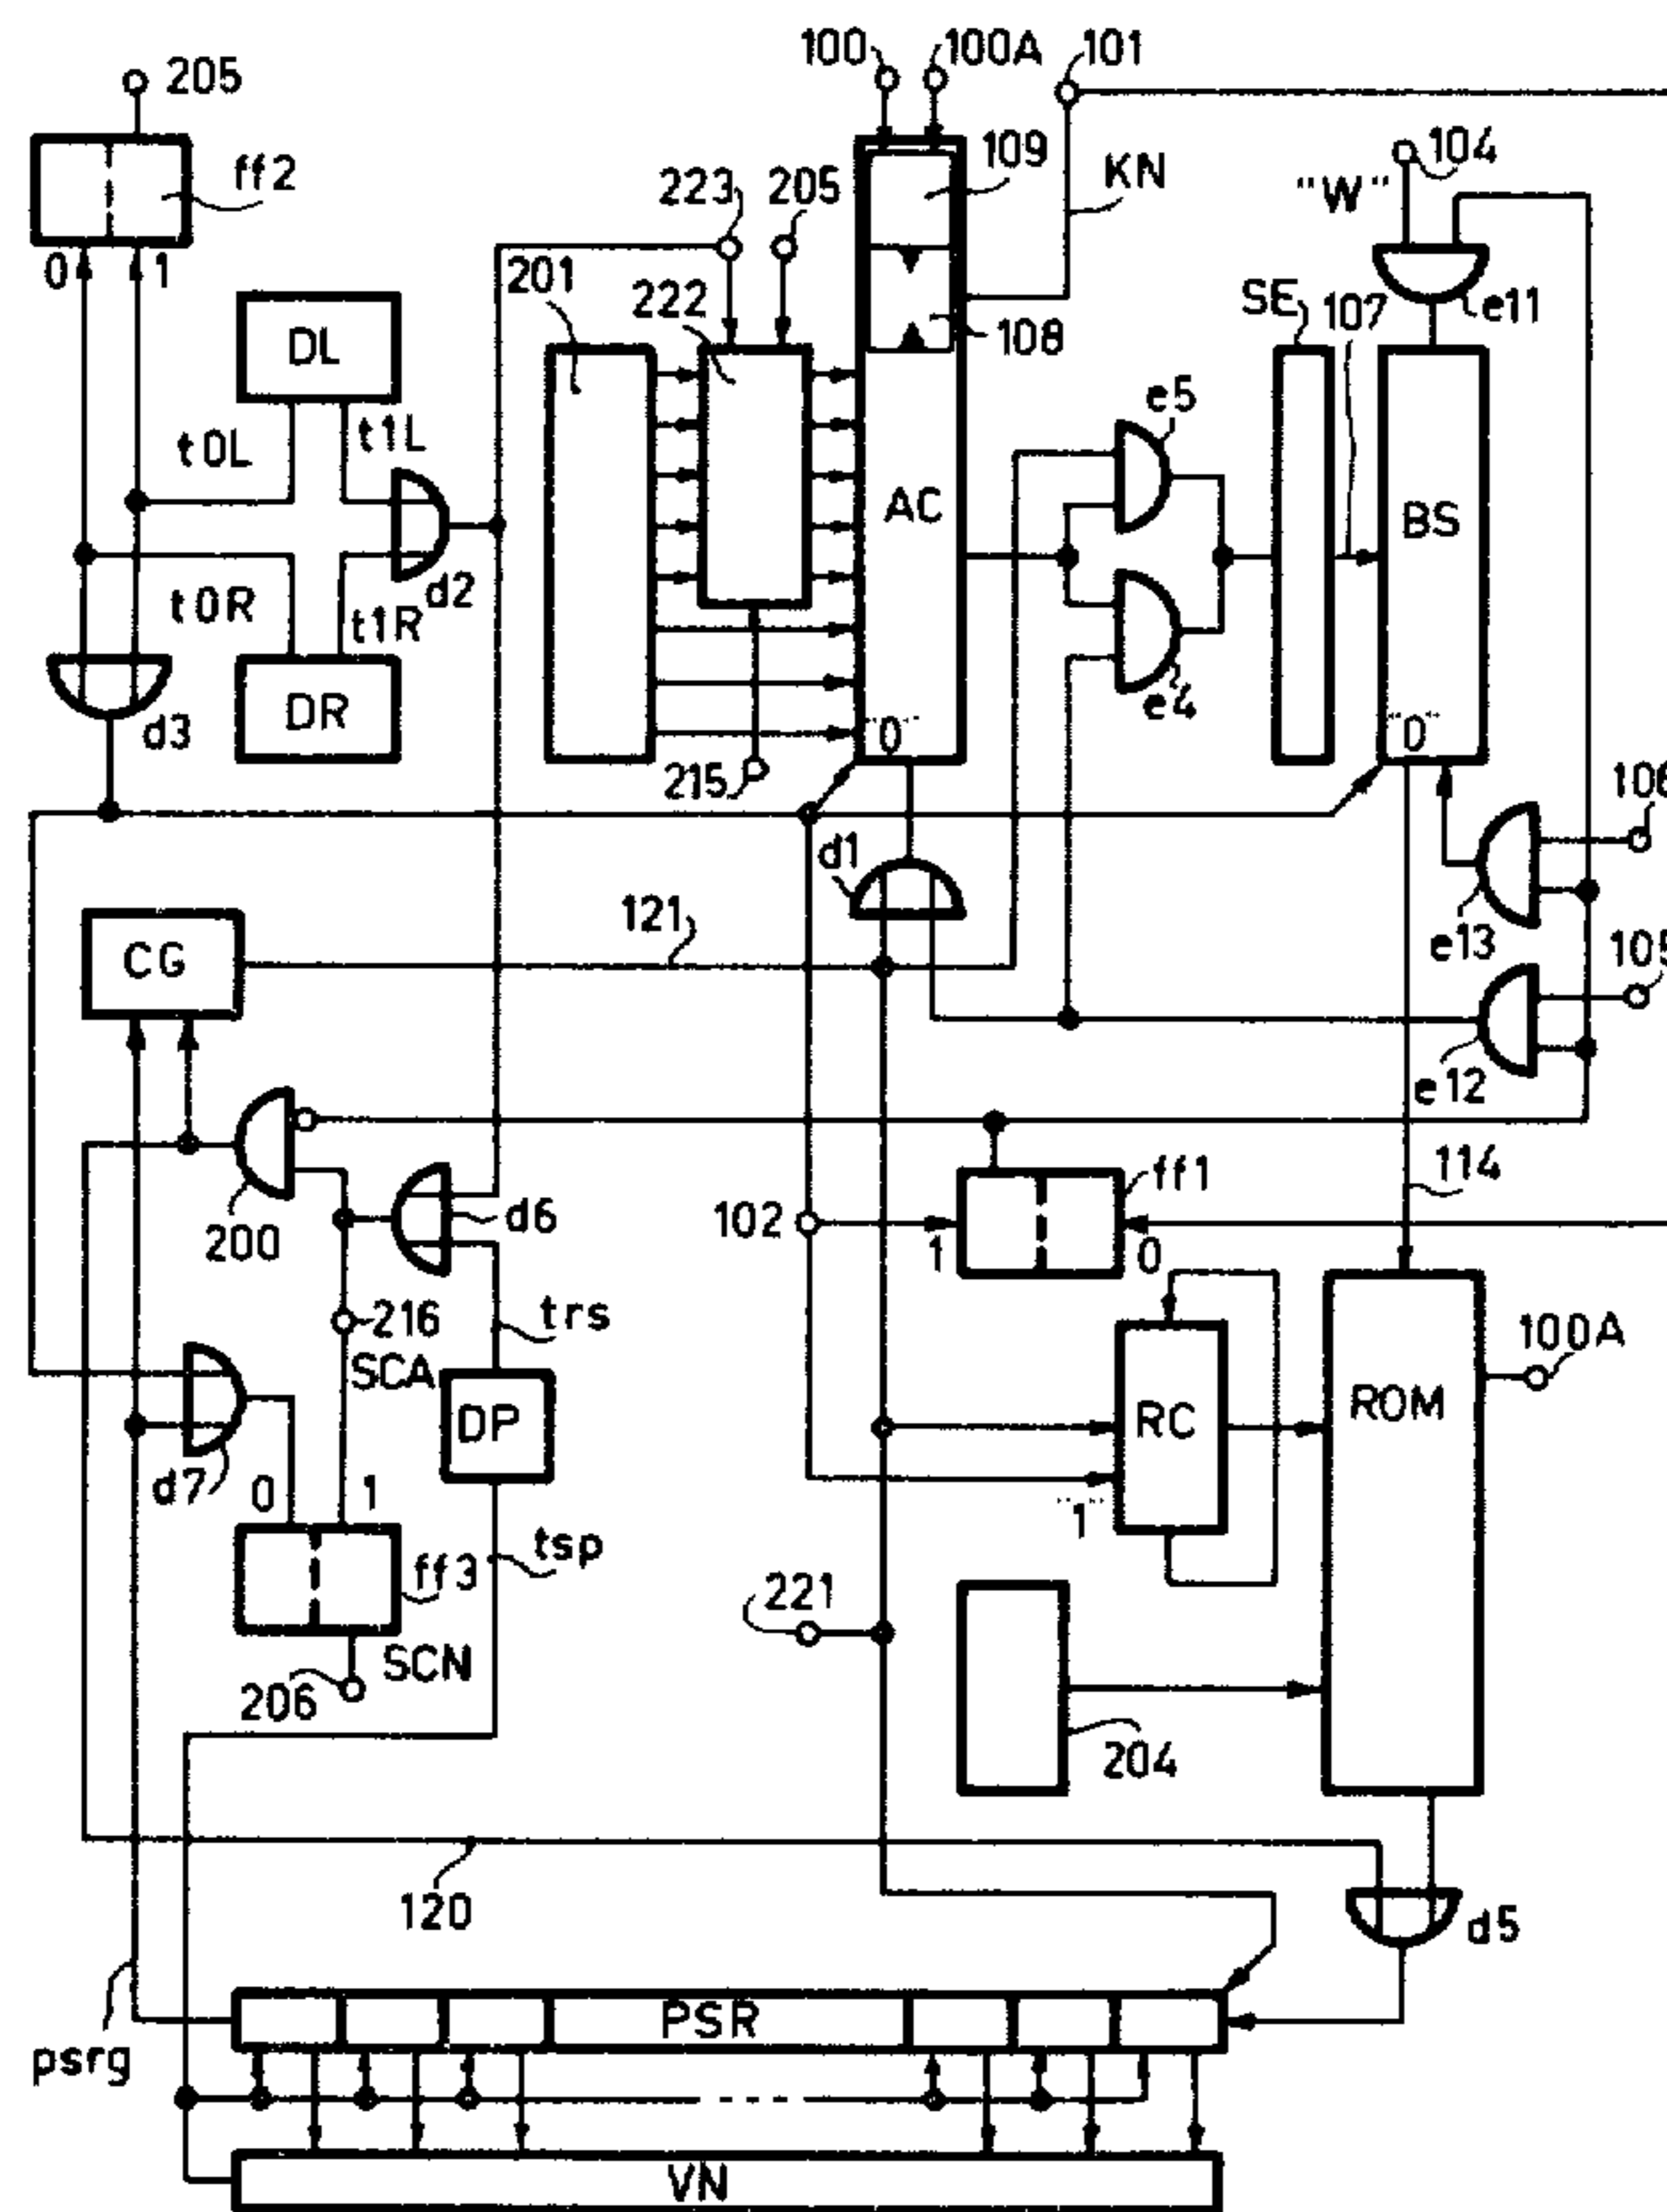 100
100A
101
205
109
104
ff2
223
205
KN
"W"
0
1
201
222
SE
107
e11
DL
108
e5
t0L
t1L
AC
BS
d2
t0R
t1R
e4
d3
DR
"0"
"0"
215
106
d1
121
CG
e13
105
e12
114
200
d6
102
ff1
1
0
216
trs
100A
SCA
DP
RC
ROM
d7
0
1
"1"
tsp
ff3
221
SCN
206
204
120
d5
PSR
psrg
VN